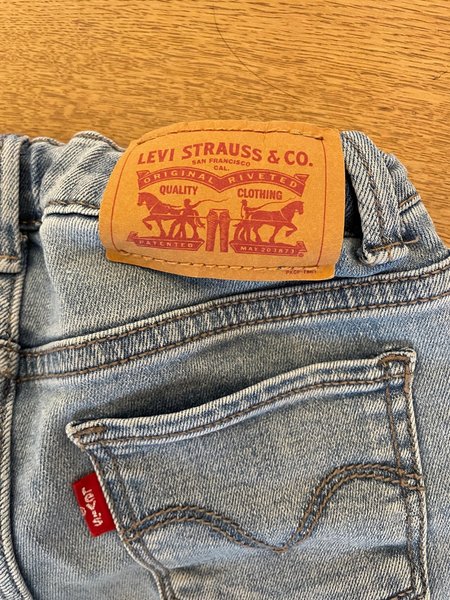 LEVI STRAUSS & CO.
SAN FRANCISCO
CAL.
ORIGINAL RIVETED
QUALITY CLOTHING
PATENTED MAY 20 1873
LEVI'S